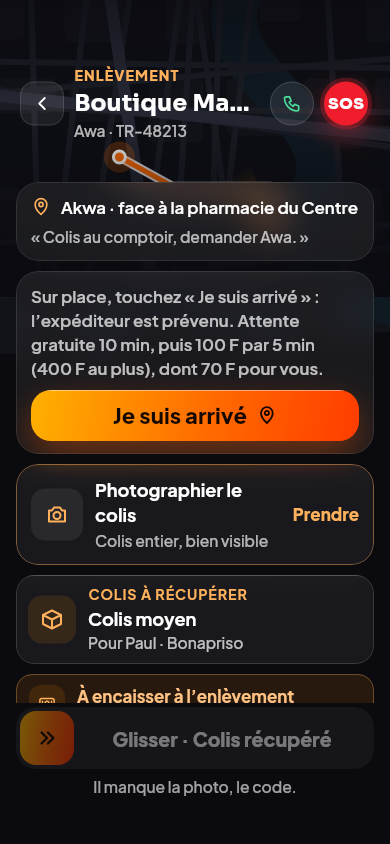 ENLÈVEMENT
Boutique Ma...
Awa · TR-48213
SOS
Akwa · face à la pharmacie du Centre
« Colis au comptoir, demander Awa. »
Sur place, touchez « Je suis arrivé » :
l’expéditeur est prévenu. Attente
gratuite 10 min, puis 100 F par 5 min
(400 F au plus), dont 70 F pour vous.
Je suis arrivé
Photographier le
colis
Prendre
Colis entier, bien visible
COLIS À RÉCUPÉRER
Colis moyen
Pour Paul · Bonapriso
À encaisser à l’enlèvement
Glisser · Colis récupéré
Il manque la photo, le code.